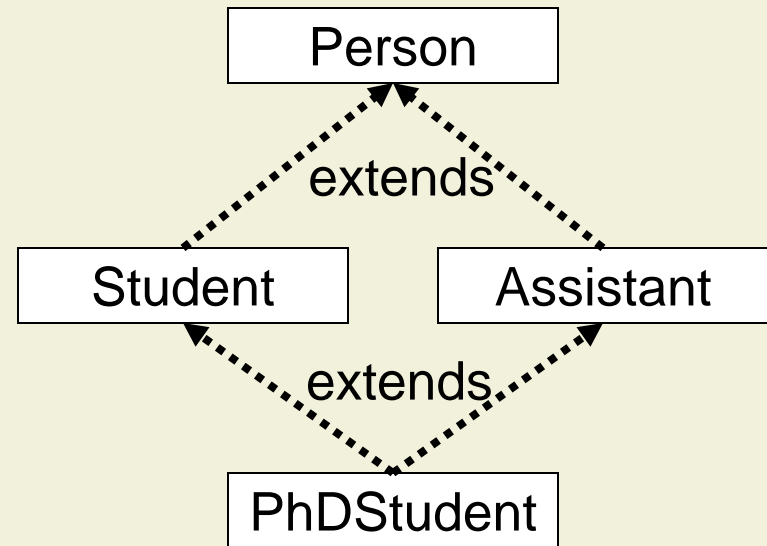 Person
extends
Student
Assistant
extends
PhDStudent